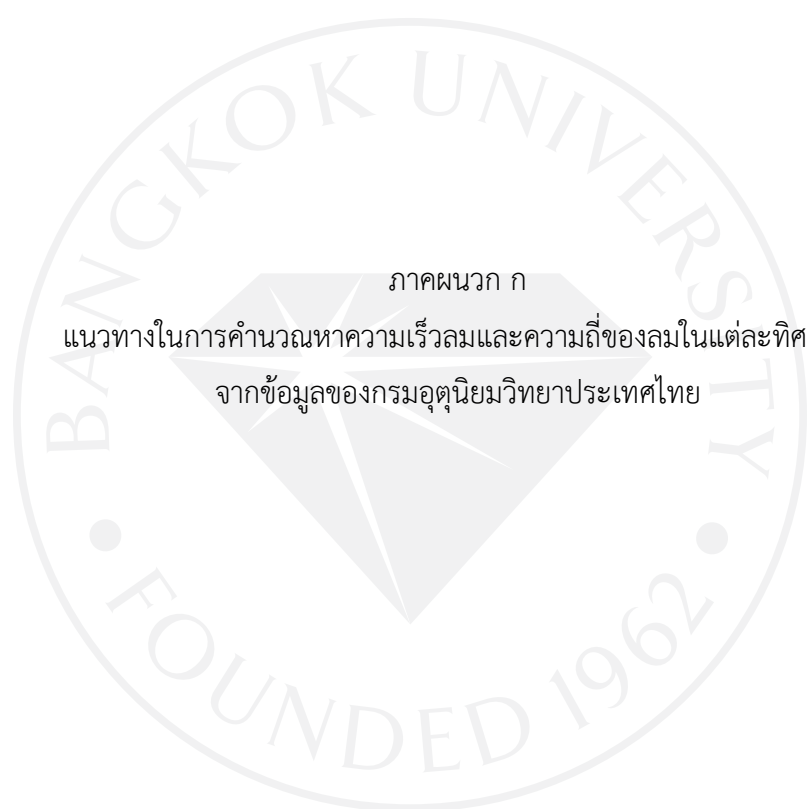 BANGKOK UNIVERSITY
ภาคผนวก ก
แนวทางในการคำนวณหาความเร็วลมและความถี่ของลมในแต่ละทิศ
จากข้อมูลของกรมอุตุนิยมวิทยาประเทศไทย
FOUNDED 1962